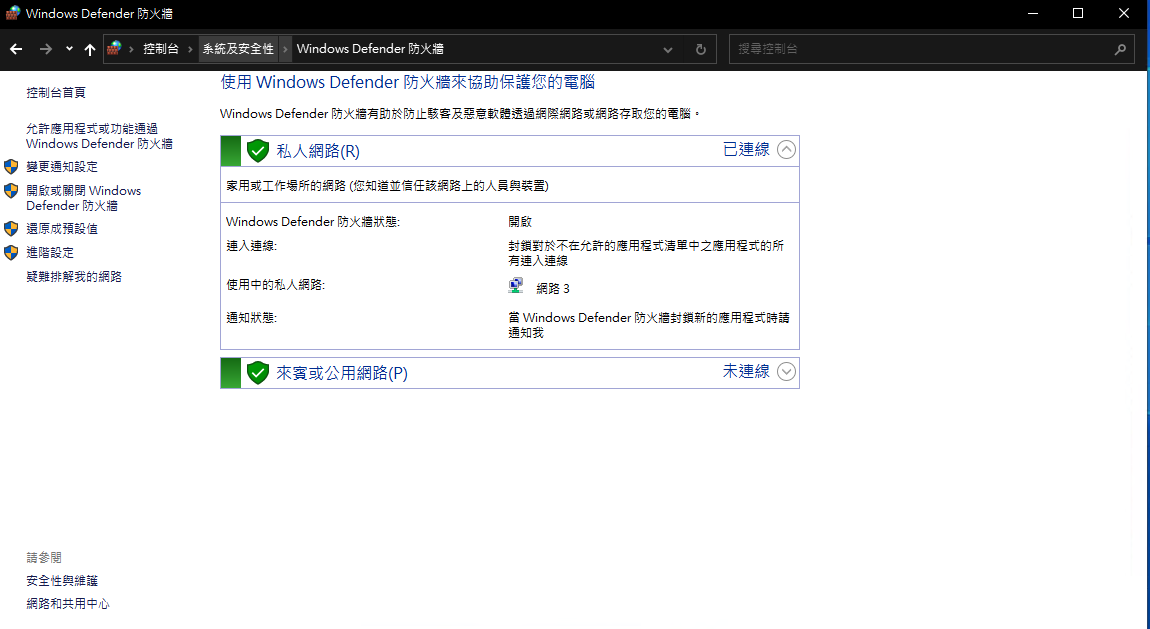 Windows Defender 防火牆
控制台
系統及安全性
Windows Defender 防火牆
搜尋控制台
控制台首頁
允許應用程式或功能通過
Windows Defender 防火牆
變更通知設定
開啟或關閉 Windows
Defender 防火牆
還原成預設值
進階設定
疑難排解我的網路
使用 Windows Defender 防火牆來協助保護您的電腦
Windows Defender 防火牆有助於防止駭客及惡意軟體透過網際網路或網路存取您的電腦。
私人網路(R)
已連線
家用或工作場所的網路 (您知道並信任該網路上的人員與裝置)
Windows Defender 防火牆狀態:
開啟
連入連線:
封鎖對於不在允許的應用程式清單中之應用程式的所
有連入連線
使用中的私人網路:
網路 3
通知狀態:
當 Windows Defender 防火牆封鎖新的應用程式時請
通知我
來賓或公用網路(P)
未連線
請參閱
安全性與維護
網路和共用中心